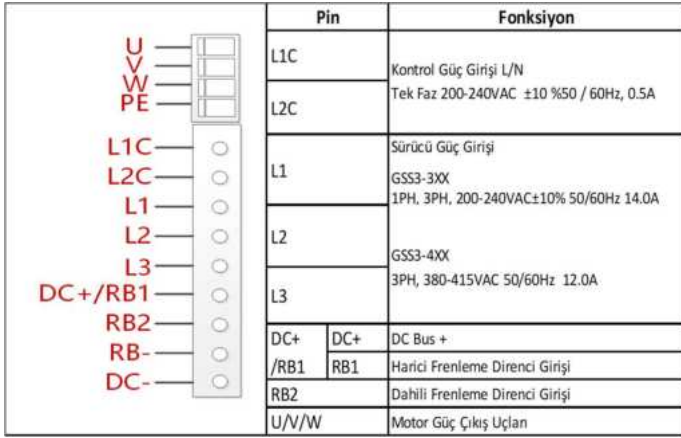 U
V
W
PE
L1C
L2C
L1
L2
L3
DC+/RB1
RB2
RB-
DC-
Pin Fonksiyon
L1C
Kontrol Güç Girişi L/N
Tek Faz 200-240VAC ±10 %50 / 60Hz, 0.5A
L2C
Sürücü Güç Girişi
L1
GSS3-3XX
1PH, 3PH, 200-240VAC±10% 50/60Hz 14.0A
L2
GSS3-4XX
3PH, 380-415VAC 50/60Hz 12.0A
L3
DC+ DC+ DC Bus +
/RB1 RB1 Harici Frenleme Direnci Girişi
RB2 Dahili Frenleme Direnci Girişi
U/V/W Motor Güç Çıkış Uçları